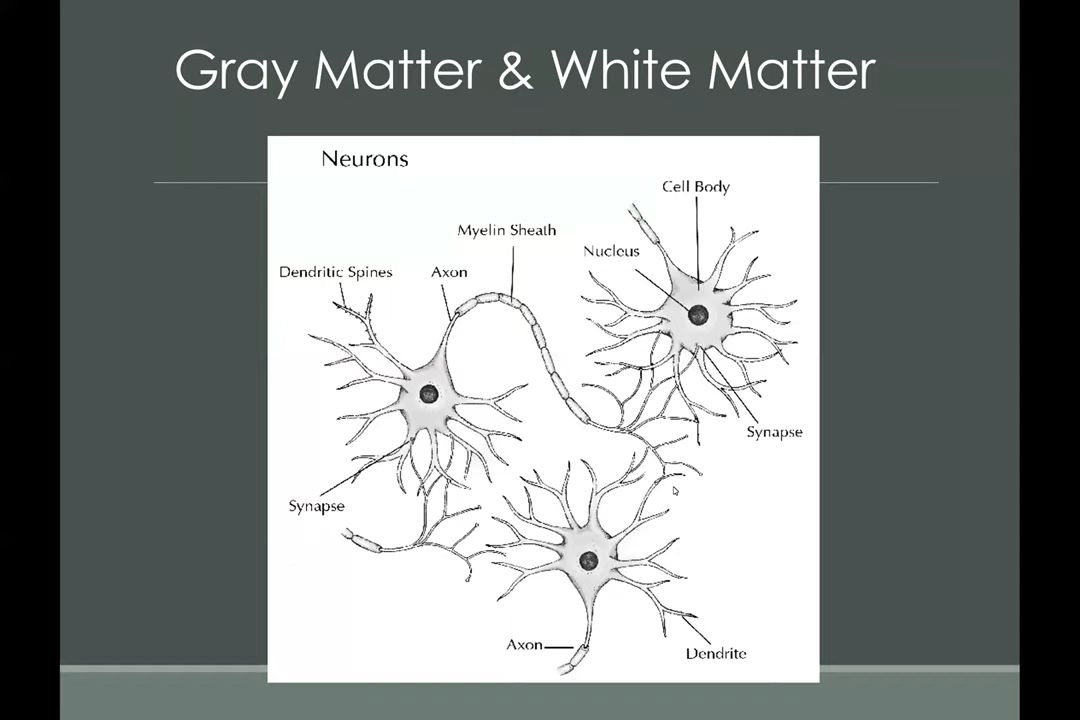 Gray Matter & White Matter
Neurons
Cell Body
Myelin Sheath
Nucleus
Dendritic Spines
Axon
Synapse
Synapse
Axon
Dendrite